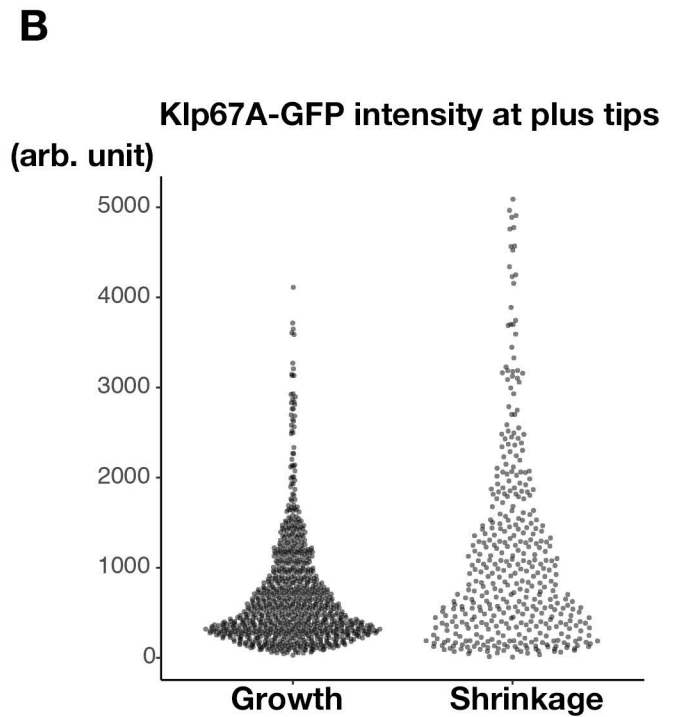 B
Klp67A-GFP intensity at plus tips
(arb. unit)
5000
4000
3000
2000
1000
0
Growth Shrinkage